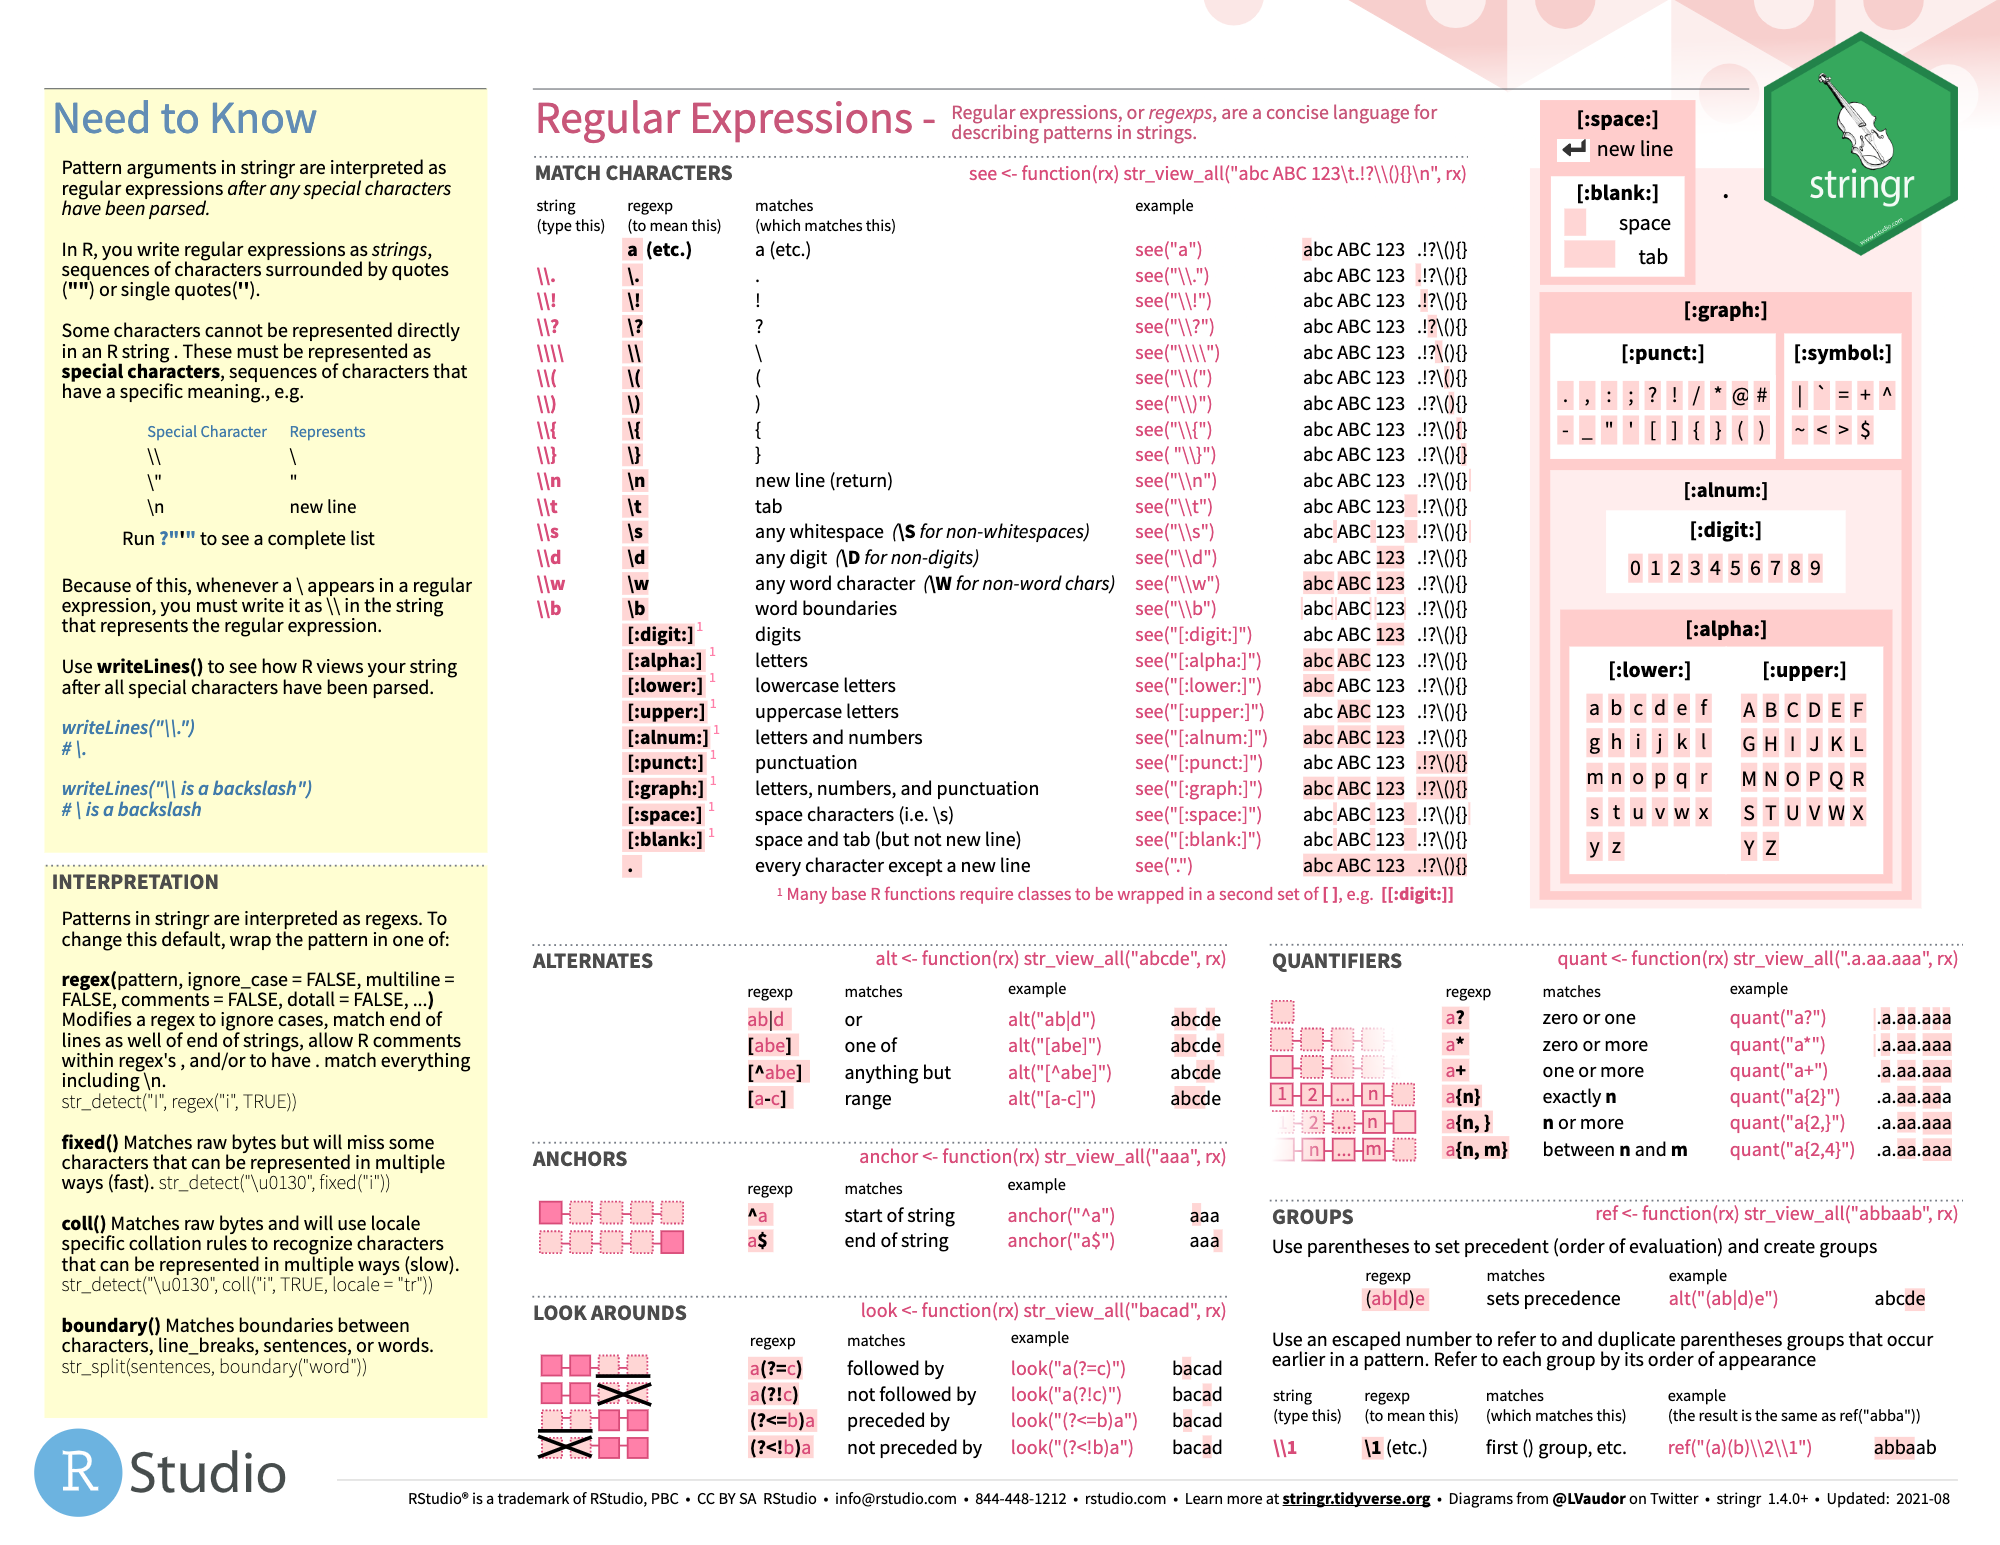 Need to Know
Pattern arguments in stringr are interpreted as
regular expressions after any special characters
have been parsed.
In R, you write regular expressions as strings,
sequences of characters surrounded by quotes
("") or single quotes('').
Some characters cannot be represented directly
in an R string . These must be represented as
special characters, sequences of characters that
have a specific meaning., e.g.
Special Character Represents
\\ \
\" "
\n new line
Run ?"'" to see a complete list
Because of this, whenever a \ appears in a regular
expression, you must write it as \\ in the string
that represents the regular expression.
Use writeLines() to see how R views your string
after all special characters have been parsed.
writeLines("\\.")
# \.
writeLines("\\ is a backslash")
# \ is a backslash
INTERPRETATION
Patterns in stringr are interpreted as regexs. To
change this default, wrap the pattern in one of:
regex(pattern, ignore_case = FALSE, multiline =
FALSE, comments = FALSE, dotall = FALSE, ...)
Modifies a regex to ignore cases, match end of
lines as well of end of strings, allow R comments
within regex's , and/or to have . match everything
including \n.
str_detect("I", regex("i", TRUE))
fixed() Matches raw bytes but will miss some
characters that can be represented in multiple
ways (fast). str_detect("\u0130", fixed("i"))
coll() Matches raw bytes and will use locale
specific collation rules to recognize characters
that can be represented in multiple ways (slow).
str_detect("\u0130", coll("i", TRUE, locale = "tr"))
boundary() Matches boundaries between
characters, line_breaks, sentences, or words.
str_split(sentences, boundary("word"))
Regular Expressions -
Regular expressions, or regexps, are a concise language for
describing patterns in strings.
MATCH CHARACTERS see <- function(rx) str_view_all("abc ABC 123\t.!?\\(){}\n", rx)
string regexp matches example
(type this) (to mean this) (which matches this)
a (etc.) a (etc.) see("a") abc ABC 123 .!?\(){}
\\. \. . see("\\.") abc ABC 123 .!?\(){}
\\! \! ! see("\\!") abc ABC 123 .!?\(){}
\\? \? ? see("\\?") abc ABC 123 .!?\(){}
\\\\ \\ \ see("\\\\") abc ABC 123 .!?\(){}
\\( \( ( see("\\(") abc ABC 123 .!?\(){}
\\) \) ) see("\\)") abc ABC 123 .!?\(){}
\\{ \{ { see("\\{") abc ABC 123 .!?\(){}
\\} \} } see( "\\}") abc ABC 123 .!?\(){}
\\n \n new line (return) see("\\n") abc ABC 123 .!?\(){}
\\t \t tab see("\\t") abc ABC 123 .!?\(){}
\\s \s any whitespace (\S for non-whitespaces) see("\\s") abc ABC 123 .!?\(){}
\\d \d any digit (\D for non-digits) see("\\d") abc ABC 123 .!?\(){}
\\w \w any word character (\W for non-word chars) see("\\w") abc ABC 123 .!?\(){}
\\b \b word boundaries see("\\b") abc ABC 123 .!?\(){}
[:digit:] 1 digits see("[:digit:]") abc ABC 123 .!?\(){}
[:alpha:] 1 letters see("[:alpha:]") abc ABC 123 .!?\(){}
[:lower:] 1 lowercase letters see("[:lower:]") abc ABC 123 .!?\(){}
[:upper:] 1 uppercase letters see("[:upper:]") abc ABC 123 .!?\(){}
[:alnum:] 1 letters and numbers see("[:alnum:]") abc ABC 123 .!?\(){}
[:punct:] 1 punctuation see("[:punct:]") abc ABC 123 .!?\(){}
[:graph:] 1 letters, numbers, and punctuation see("[:graph:]") abc ABC 123 .!?\(){}
[:space:] 1 space characters (i.e. \s) see("[:space:]") abc ABC 123 .!?\(){}
[:blank:] 1 space and tab (but not new line) see("[:blank:]") abc ABC 123 .!?\(){}
. every character except a new line see(".") abc ABC 123 .!?\(){}
1 Many base R functions require classes to be wrapped in a second set of [ ], e.g. [[:digit:]]
[:space:]
new line
[:blank:]
space
tab
.
stringr
www.rstudio.com
[:graph:]
[:punct:] [:symbol:]
. , : ; ? ! / * @ # | ` = + ^
- _ " ' [ ] { } ( ) ~ < > $
[:alnum:]
[:digit:]
0 1 2 3 4 5 6 7 8 9
[:alpha:]
[:lower:] [:upper:]
a b c d e f A B C D E F
g h i j k l G H I J K L
m n o p q r M N O P Q R
s t u v w x S T U V W X
y z Y Z
ALTERNATES alt <- function(rx) str_view_all("abcde", rx)
regexp matches example
ab|d or alt("ab|d") abcde
[abe] one of alt("[abe]") abcde
[^abe] anything but alt("[^abe]") abcde
[a-c] range alt("[a-c]") abcde
ANCHORS anchor <- function(rx) str_view_all("aaa", rx)
regexp matches example
^a start of string anchor("^a") aaa
a$ end of string anchor("a$") aaa
LOOK AROUNDS look <- function(rx) str_view_all("bacad", rx)
regexp matches example
a(?=c) followed by look("a(?=c)") bacad
a(?!c) not followed by look("a(?!c)") bacad
(?<=b)a preceded by look("(?<=b)a") bacad
(?<!b)a not preceded by look("(?<!b)a") bacad
QUANTIFIERS quant <- function(rx) str_view_all(".a.aa.aaa", rx)
regexp matches example
a? zero or one quant("a?") .a.aa.aaa
a* zero or more quant("a*") .a.aa.aaa
a+ one or more quant("a+") .a.aa.aaa
1 2 ... n a{n} exactly n quant("a{2}") .a.aa.aaa
1 2 ... n a{n, } n or more quant("a{2,}") .a.aa.aaa
n ... m a{n, m} between n and m quant("a{2,4}") .a.aa.aaa
GROUPS ref <- function(rx) str_view_all("abbaab", rx)
Use parentheses to set precedent (order of evaluation) and create groups
regexp matches example
(ab|d)e sets precedence alt("(ab|d)e") abcde
Use an escaped number to refer to and duplicate parentheses groups that occur
earlier in a pattern. Refer to each group by its order of appearance
string regexp matches example
(type this) (to mean this) (which matches this) (the result is the same as ref("abba"))
\\1 \1 (etc.) first () group, etc. ref("(a)(b)\\2\\1") abbaab
R Studio
RStudio® is a trademark of RStudio, PBC • CC BY SA RStudio • info@rstudio.com • 844-448-1212 • rstudio.com • Learn more at stringr.tidyverse.org • Diagrams from @LVaudor on Twitter • stringr 1.4.0+ • Updated: 2021-08